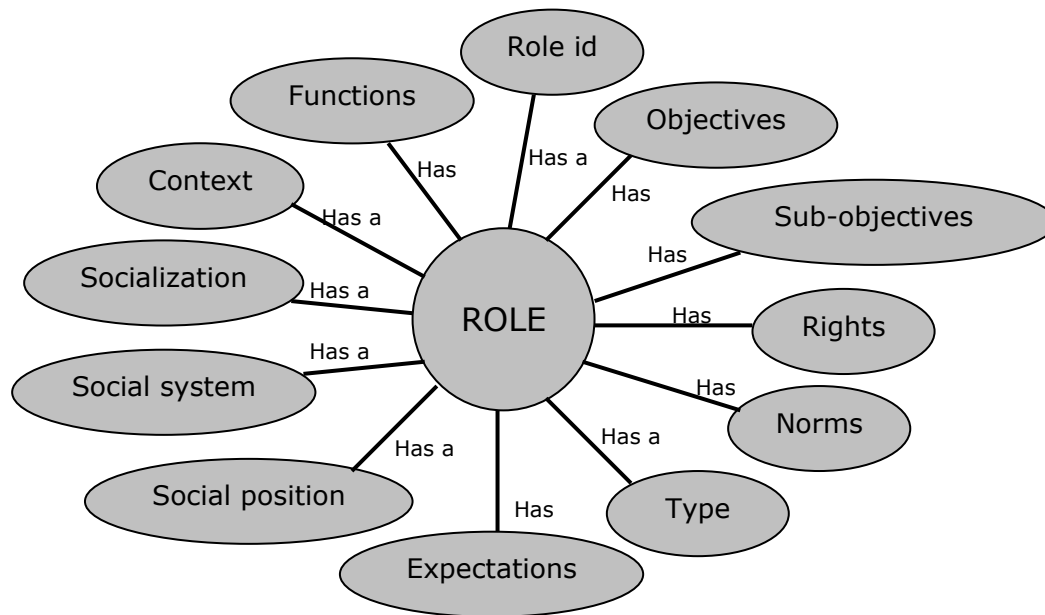 Role id
Functions
Objectives
Has
Has a
Has
Context
Has a
Sub-objectives
Has
Socialization
Has a
ROLE
Has
Rights
Social system
Has a
Has
Norms
Social position
Has a
Has a
Type
Has
Expectations